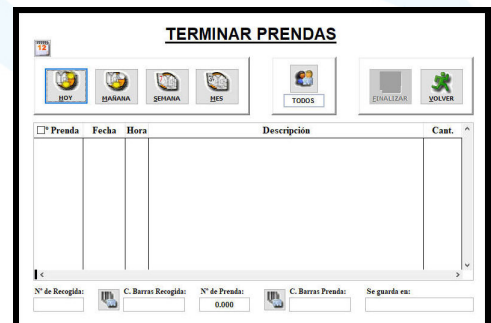 TERMINAR PRENDAS
12
HOY MAÑANA SEMANA MES TODOS FINALIZAR VOLVER
ª Prenda Fecha Hora Descripción Cant.
Nº de Recogida: C. Barras Recogida: Nº de Prenda: C. Barras Prenda: Se guarda en:
0.000